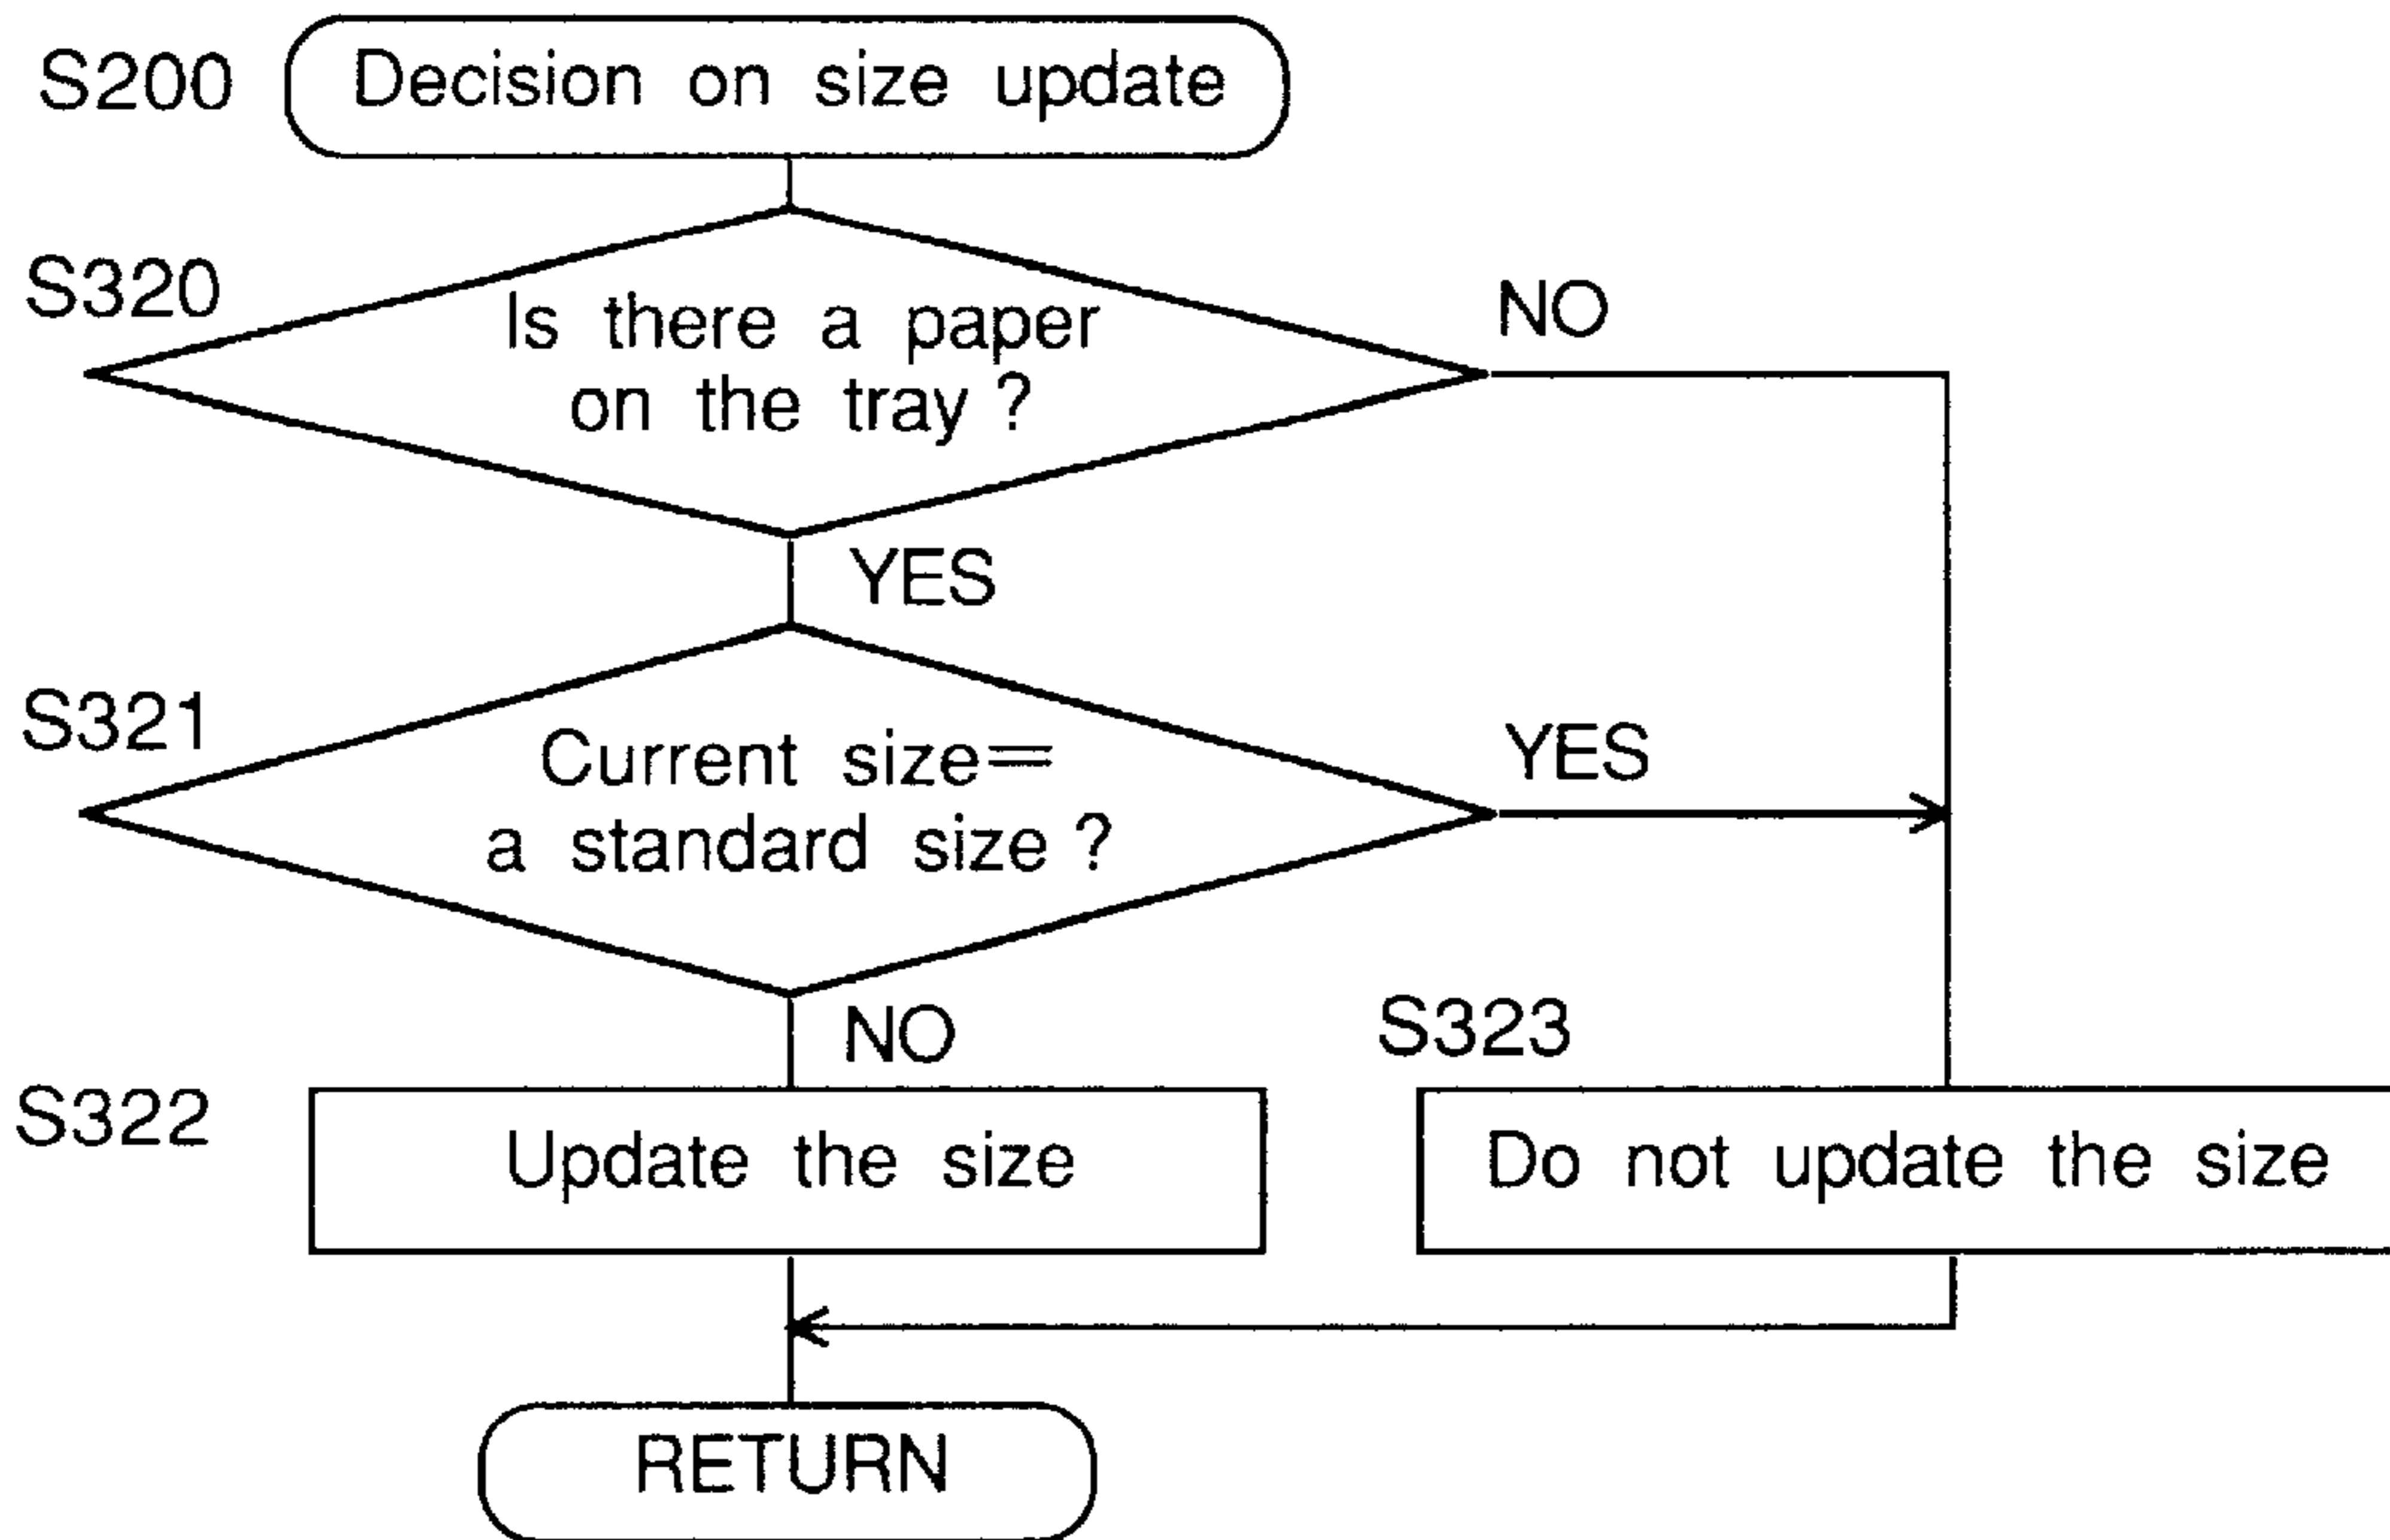 S200
Decision on size update
S320
Is there a paper
on the tray ?
NO
YES
S321
Current size=
a standard size ?
YES
NO
S322
Update the size
S323
Do not update the size
RETURN